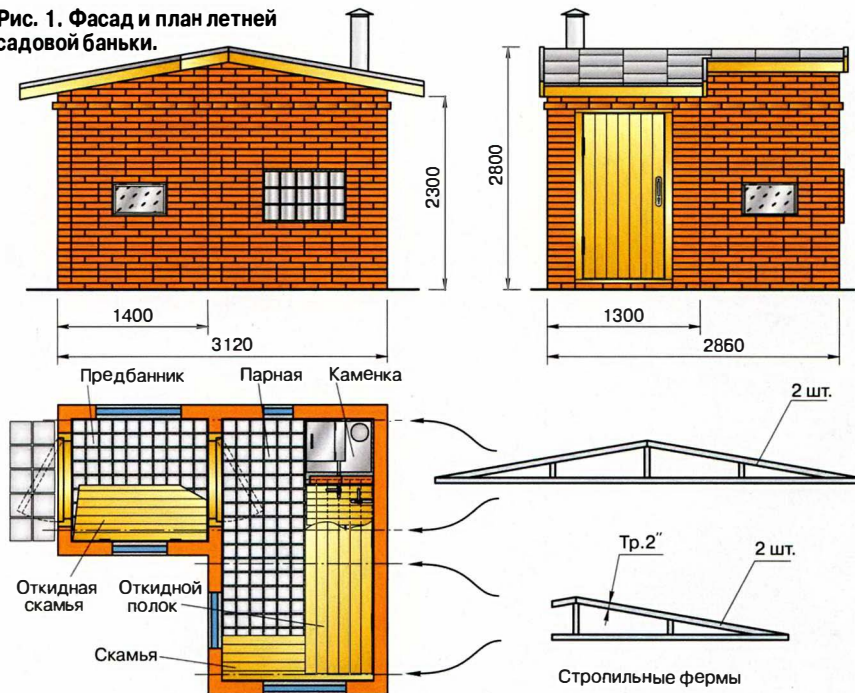 Рис. 1. Фасад и план летней
садовой баньки.
2300
2800
1400
3120
1300
2860
Предбанник
Парная
Каменка
2 шт.
Откидная
скамья
Откидной
полок
Скамья
Тр.2″
2 шт.
Стропильные фермы